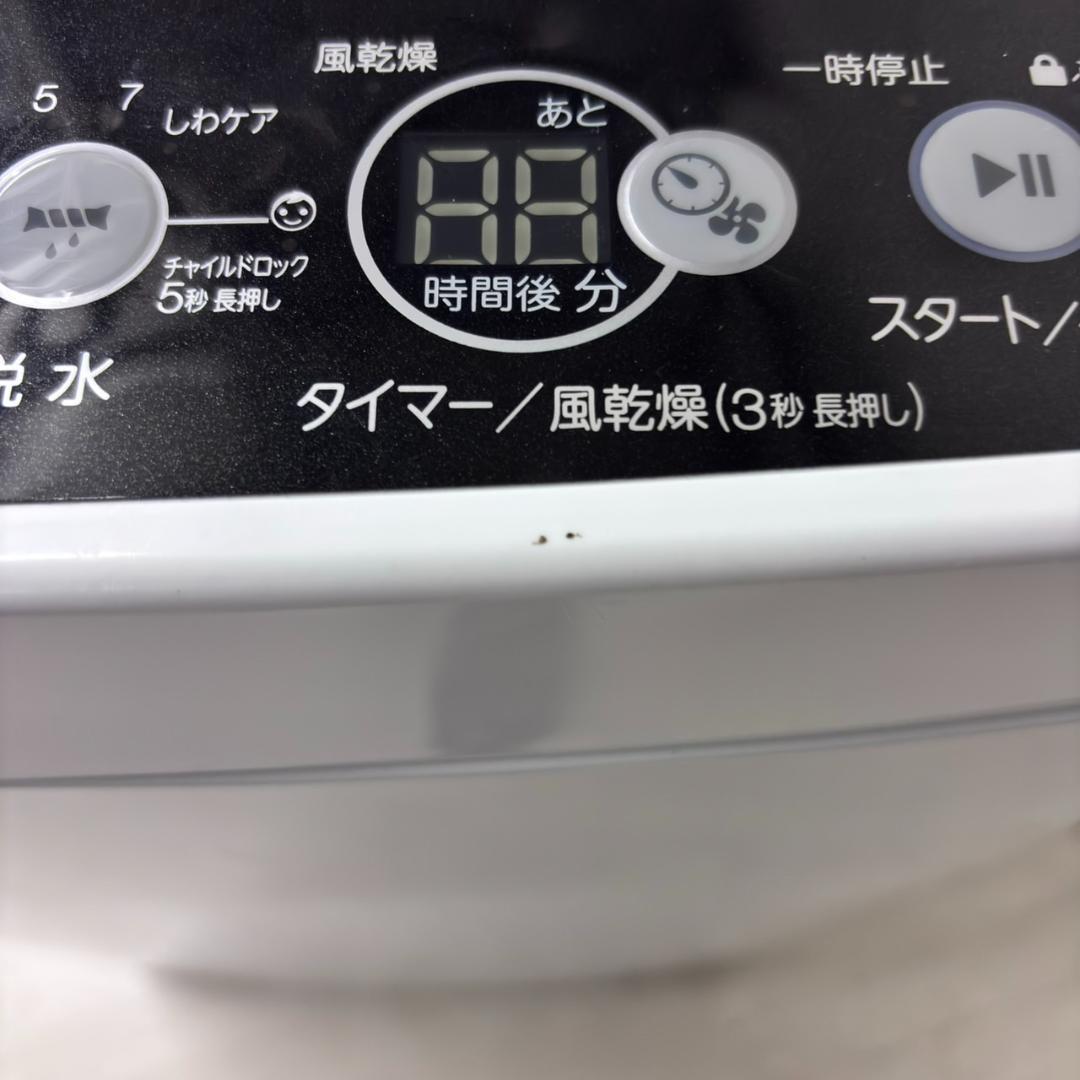 風乾燥
一時停止
5 7
しわケア
あと
チャイルドロック
5秒 長押し
時間後 分
スタート/
脱水
タイマー/風乾燥(3秒 長押し)